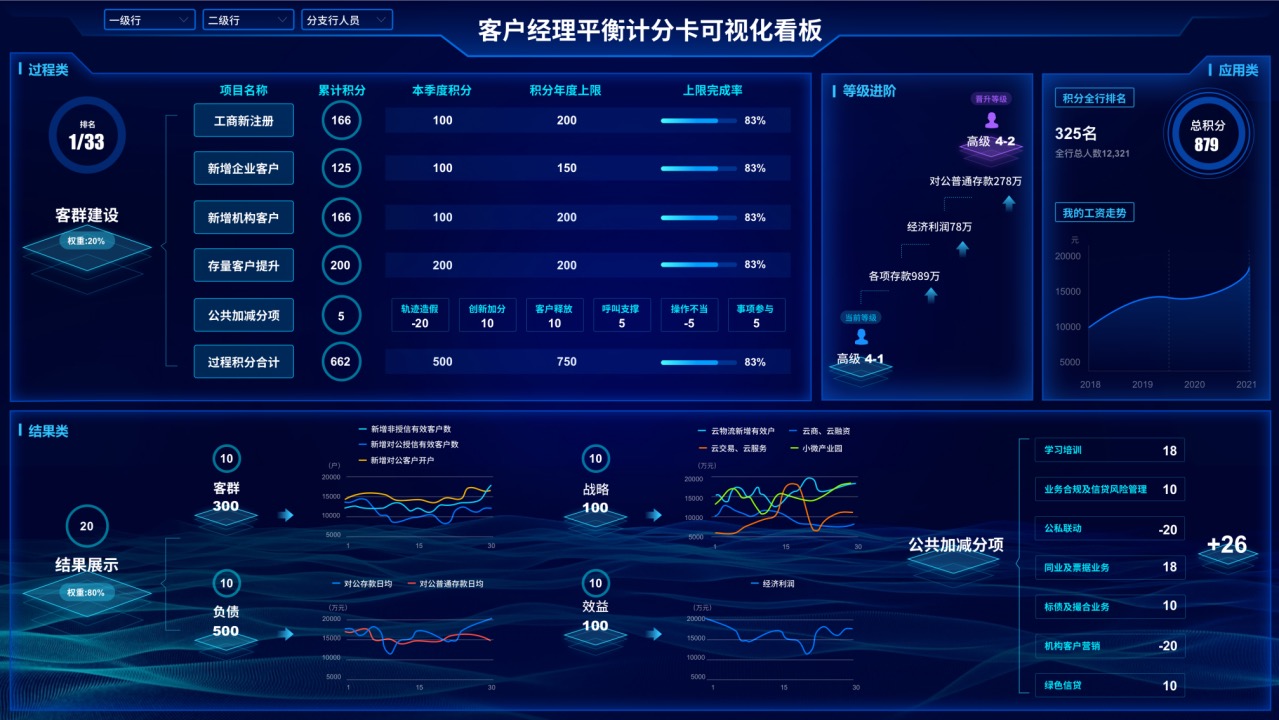 一级行
二级行
分支行人员
客户经理平衡计分卡可视化看板
过程类
排名
1/33
客群建设
权重:20%
项目名称 累计积分 本季度积分 积分年度上限 上限完成率
工商新注册 166 100 200 83%
新增企业客户 125 100 150 83%
新增机构客户 166 100 200 83%
存量客户提升 200 200 200 83%
公共加减分项 5
轨迹造假 创新加分 客户释放 呼叫支撑 操作不当 事项参与
-20 10 10 5 -5 5
过程积分合计 662 500 750 83%
等级进阶
直升等级
高级 4-2
对公普通存款278万
经济利润78万
各项存款989万
当前等级
高级 4-1
应用类
积分全行排名
325名
全行总人数12,321
总积分
879
我的工资走势
元
20000
15000
10000
5000
2018 2019 2020 2021
结果类
20
结果展示
权重:80%
10
客群
300
新增非授信有效客户数
新增对公授信有效客户数
新增对公客户开户
(户)
20000
15000
10000
5000
1 15 30
10
战略
100
云物流新增有效户 云商、云融资
云交易、云服务 小微产业园
(万元)
20000
15000
10000
5000
1 15 30
10
负债
500
对公存款日均 对公普通存款日均
(万元)
20000
15000
10000
5000
1 15 30
10
效益
100
经济利润
(万元)
20000
15000
10000
5000
1 15 30
公共加减分项
学习培训 18
业务合规及信贷风险管理 10
公私联动 -20
同业及票据业务 18
标债及撮合业务 10
机构客户营销 -20
绿色信贷 10
+26